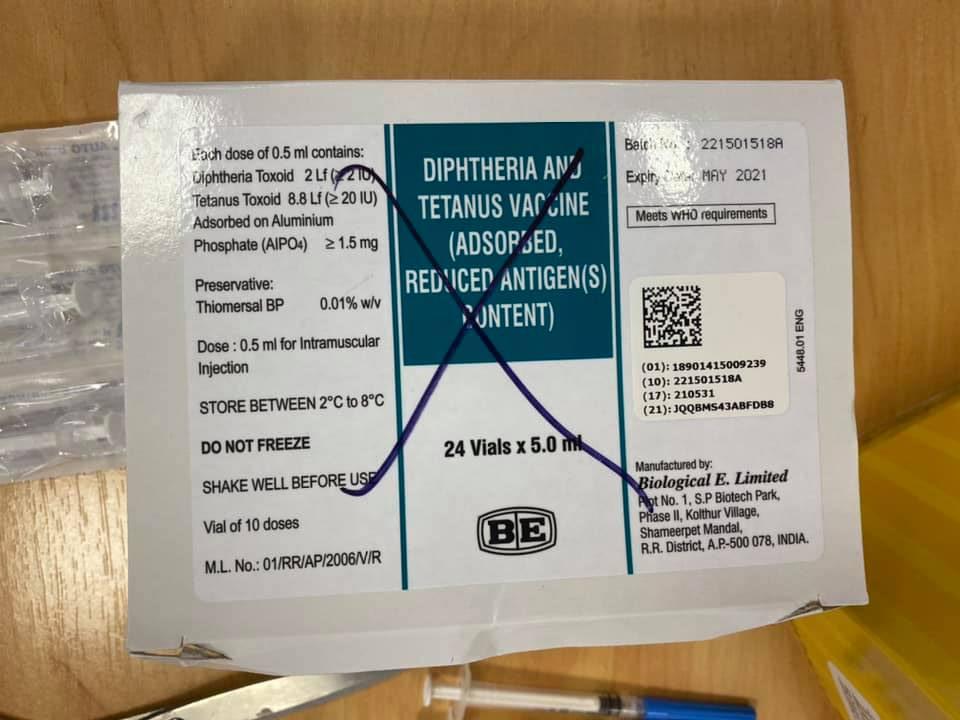 Each dose of 0.5 ml contains:
Diphtheria Toxoid 2 Lf (≥ 2 IU)
Tetanus Toxoid 8.8 Lf (≥ 20 IU)
Adsorbed on Aluminium
Phosphate (AlPO₄) ≥ 1.5 mg
Preservative:
Thiomersal BP 0.01% w/v
Dose : 0.5 ml for Intramuscular
Injection
STORE BETWEEN 2°C to 8°C
DO NOT FREEZE
SHAKE WELL BEFORE USE
Vial of 10 doses
M.L. No.: 01/RR/AP/2006/V/R
DIPHTHERIA AND
TETANUS VACCINE
(ADSORBED,
REDUCED ANTIGEN(S)
CONTENT)
24 Vials x 5.0 ml
BE
Batch No. : 221501518A
Expiry Date: MAY 2021
Meets WHO requirements
(01): 18901415009239
(10): 221501518A
(17): 210531
(21): JQQBMS43ABFDB8
5448.01 ENG
Manufactured by:
Biological E. Limited
Plot No. 1, S.P Biotech Park,
Phase II, Kolthur Village,
Shameerpet Mandal,
R.R. District, A.P.-500 078, INDIA.
AUTO